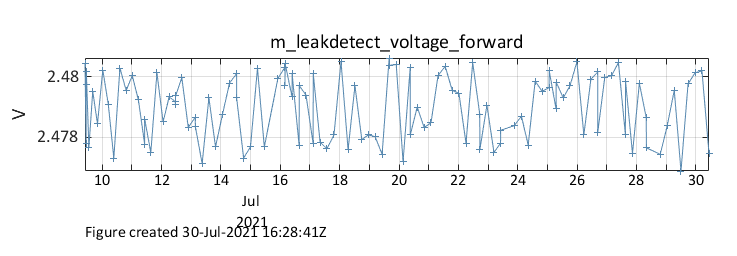 m_leakdetect_voltage_forward
2.48
2.478
V
10 12 14 16 18 20 22 24 26 28 30
Jul
2021
Figure created 30-Jul-2021 16:28:41Z